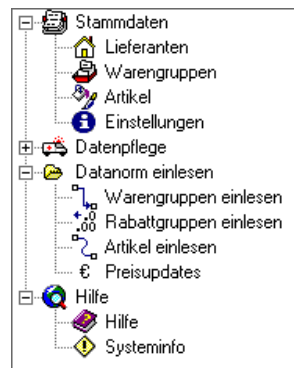 Stammdaten
Lieferanten
Warengruppen
Artikel
Einstellungen
Datenpflege
Datanorm einlesen
Warengruppen einlesen
Rabattgruppen einlesen
Artikel einlesen
€ Preisupdates
Hilfe
Hilfe
Systeminfo